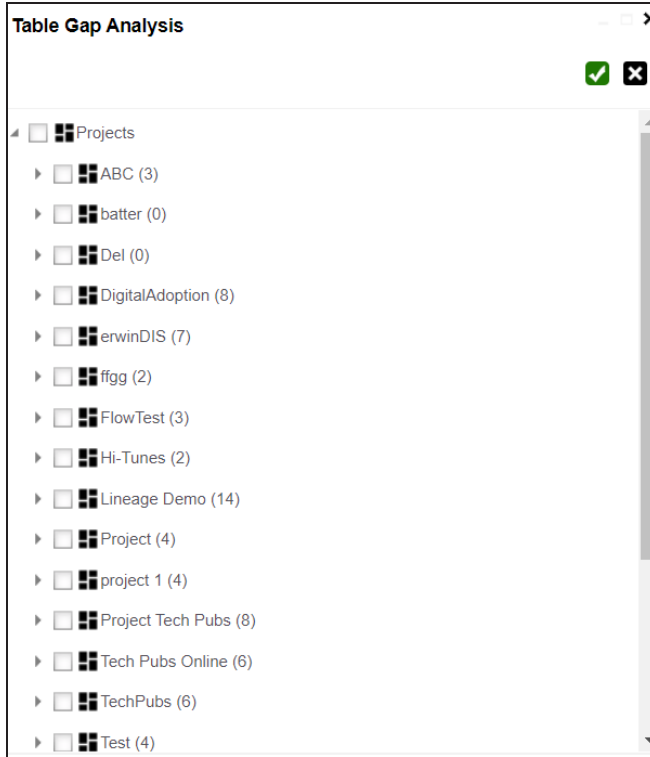 Table Gap Analysis
Projects
ABC (3)
batter (0)
Del (0)
DigitalAdoption (8)
erwinDIS (7)
ffgg (2)
FlowTest (3)
Hi-Tunes (2)
Lineage Demo (14)
Project (4)
project 1 (4)
Project Tech Pubs (8)
Tech Pubs Online (6)
TechPubs (6)
Test (4)